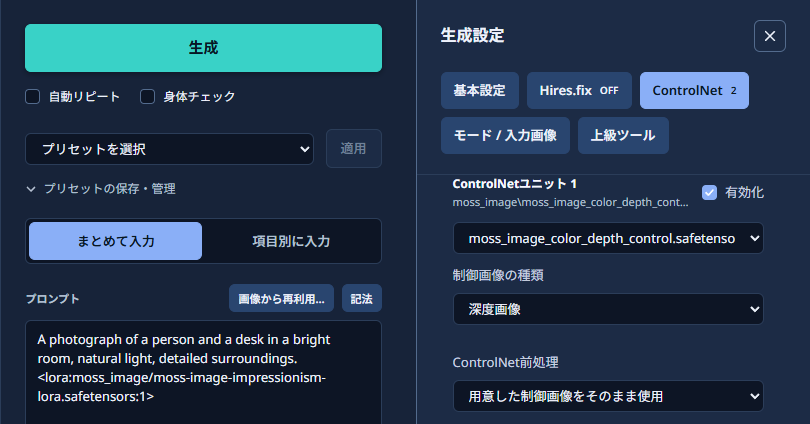 生成
自動リピート 身体チェック
プリセットを選択 適用
プリセットの保存・管理
まとめて入力 項目別に入力
プロンプト 画像から再利用... 記法
A photograph of a person and a desk in a bright
room, natural light, detailed surroundings.
<lora:moss_image/moss-image-impressionism-
lora.safetensors:1>
生成設定
基本設定 Hires.fix OFF ControlNet 2
モード / 入力画像 上級ツール
ControlNetユニット 1 有効化
moss_image\moss_image_color_depth_cont...
moss_image_color_depth_control.safetenso
制御画像の種類
深度画像
ControlNet前処理
用意した制御画像をそのまま使用